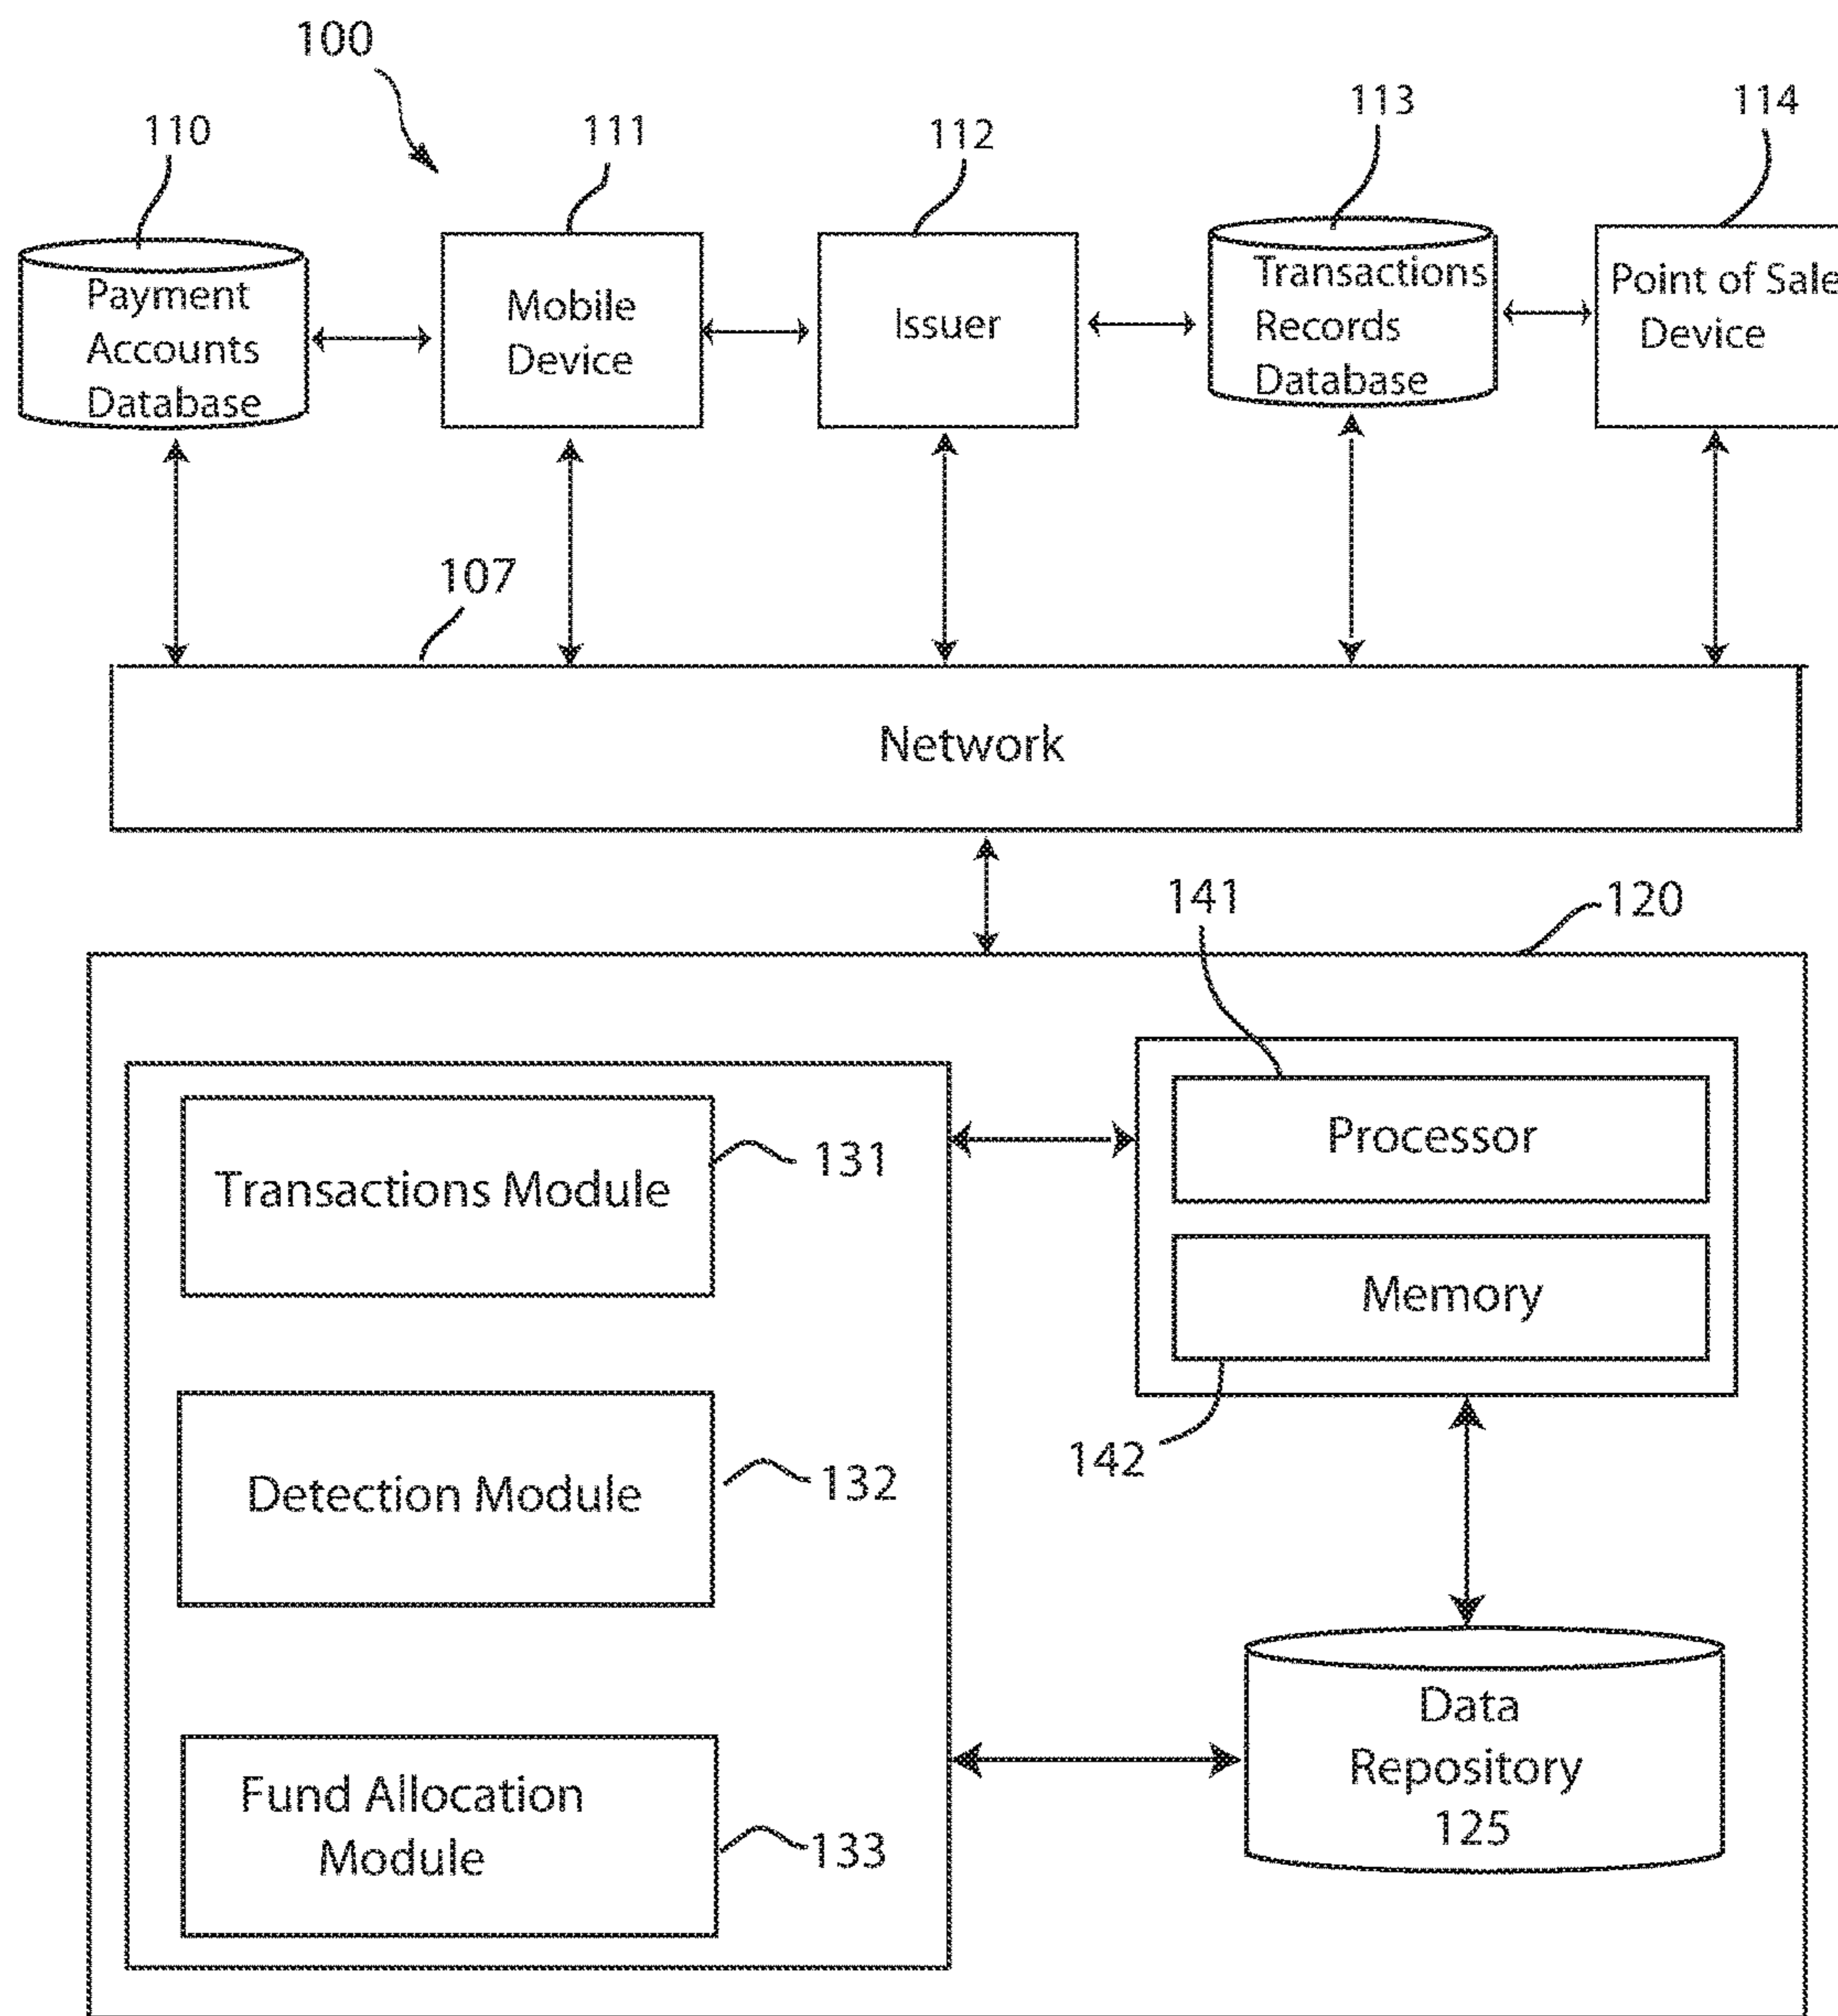 100
110
111
112
113
114
Payment
Accounts
Database
Mobile
Device
Issuer
Transactions
Records
Database
Point of Sale
Device
107
Network
141
120
Transactions Module
131
Processor
Memory
142
Detection Module
132
Fund Allocation
Module
133
Data
Repository
125